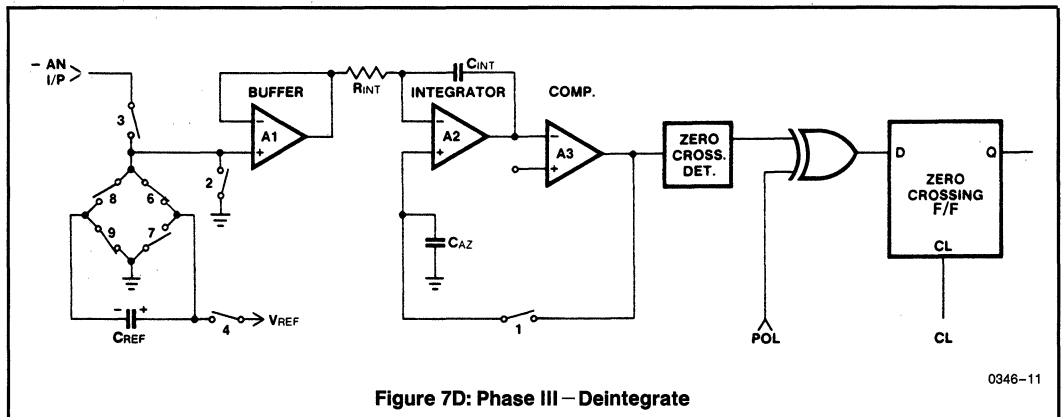 - AN
I/P
3
8
6
9
7
2
- +
CREF
4
VREF
BUFFER
-
A1
+
RINT
CINT
INTEGRATOR
-
A2
+
CAZ
1
COMP.
-
A3
+
ZERO
CROSS.
DET.
POL
D
Q
ZERO
CROSSING
F/F
CL
CL
0346-11
Figure 7D: Phase III—Deintegrate